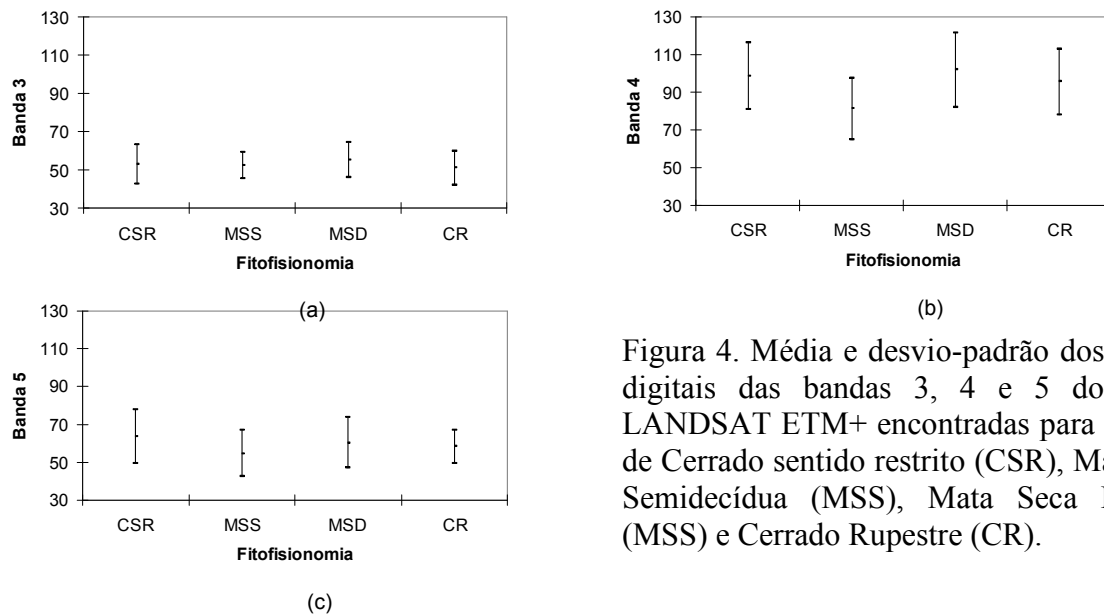 130
110
90
70
50
30
Banda 3
CSR MSS MSD CR
Fitofisionomia
(a)
130
110
90
70
50
30
Banda 4
CSR MSS MSD CR
Fitofisionomia
(b)
130
110
90
70
50
30
Banda 5
CSR MSS MSD CR
Fitofisionomia
(c)
Figura 4. Média e desvio-padrão dos
digitais das bandas 3, 4 e 5 do
LANDSAT ETM+ encontradas para
de Cerrado sentido restrito (CSR),
Semidecídua (MSS), Mata Seca
(MSS) e Cerrado Rupestre (CR).